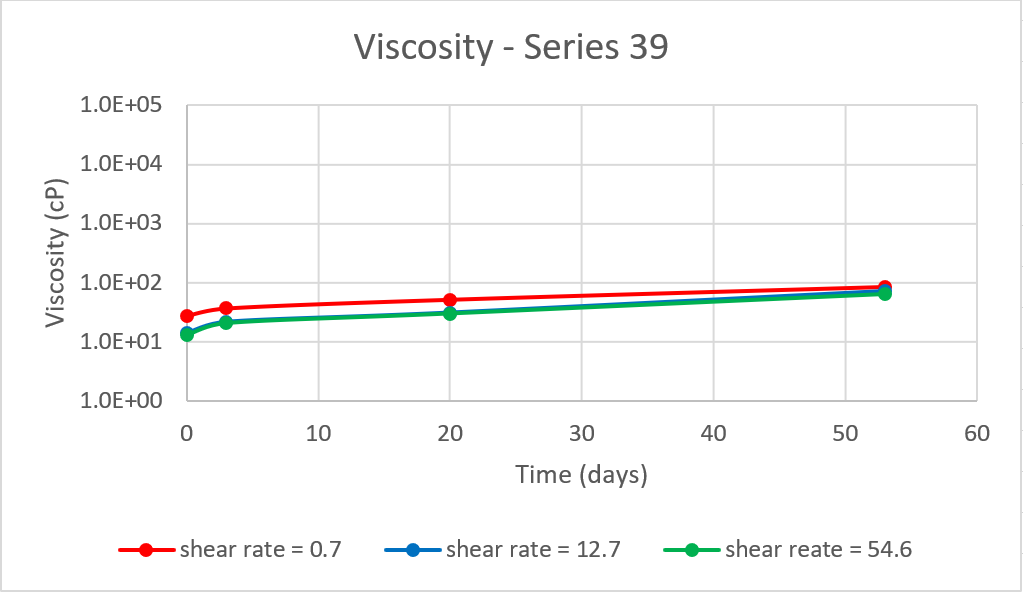 Viscosity - Series 39
1.0E+05
1.0E+04
1.0E+03
1.0E+02
1.0E+01
1.0E+00
Viscosity (cP)
0 10 20 30 40 50 60
Time (days)
shear rate = 0.7 shear rate = 12.7 shear reate = 54.6